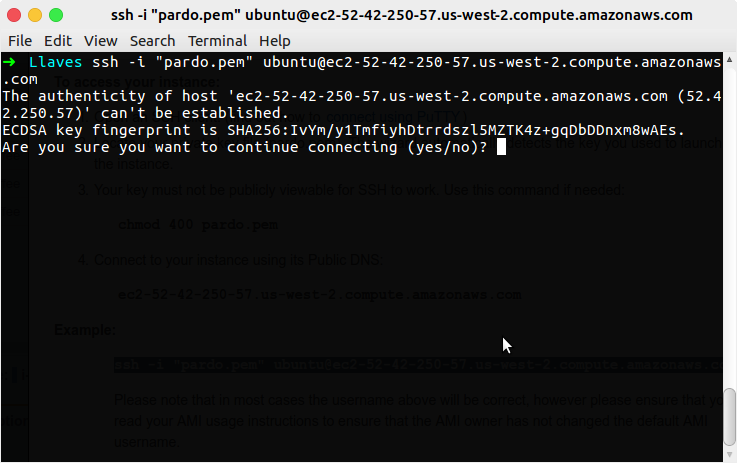 ssh -i "pardo.pem" ubuntu@ec2-52-42-250-57.us-west-2.compute.amazonaws.com
File Edit View Search Terminal Help
➜ Llaves ssh -i "pardo.pem" ubuntu@ec2-52-42-250-57.us-west-2.compute.amazonaws
.com
To access your instance:
The authenticity of host 'ec2-52-42-250-57.us-west-2.compute.amazonaws.com (52.4
2.250.57)' can't be established.
ECDSA key fingerprint is SHA256:IvYm/y1TmfiyhDtrrdszl5MZTK4z+gqDbDDnxm8wAEs.
Are you sure you want to continue connecting (yes/no)?
the key you used to launch
the instance.
3. Your key must not be publicly viewable for SSH to work. Use this command if needed:
chmod 400 pardo.pem
4. Connect to your instance using its Public DNS:
ec2-52-42-250-57.us-west-2.compute.amazonaws.com
Example:
ssh -i "pardo.pem" ubuntu@ec2-52-42-250-57.us-west-2.compute.amazonaws.c
Please note that in most cases the username above will be correct, however please ensure that
read your AMI usage instructions to ensure that the AMI owner has not changed the default AMI
username.